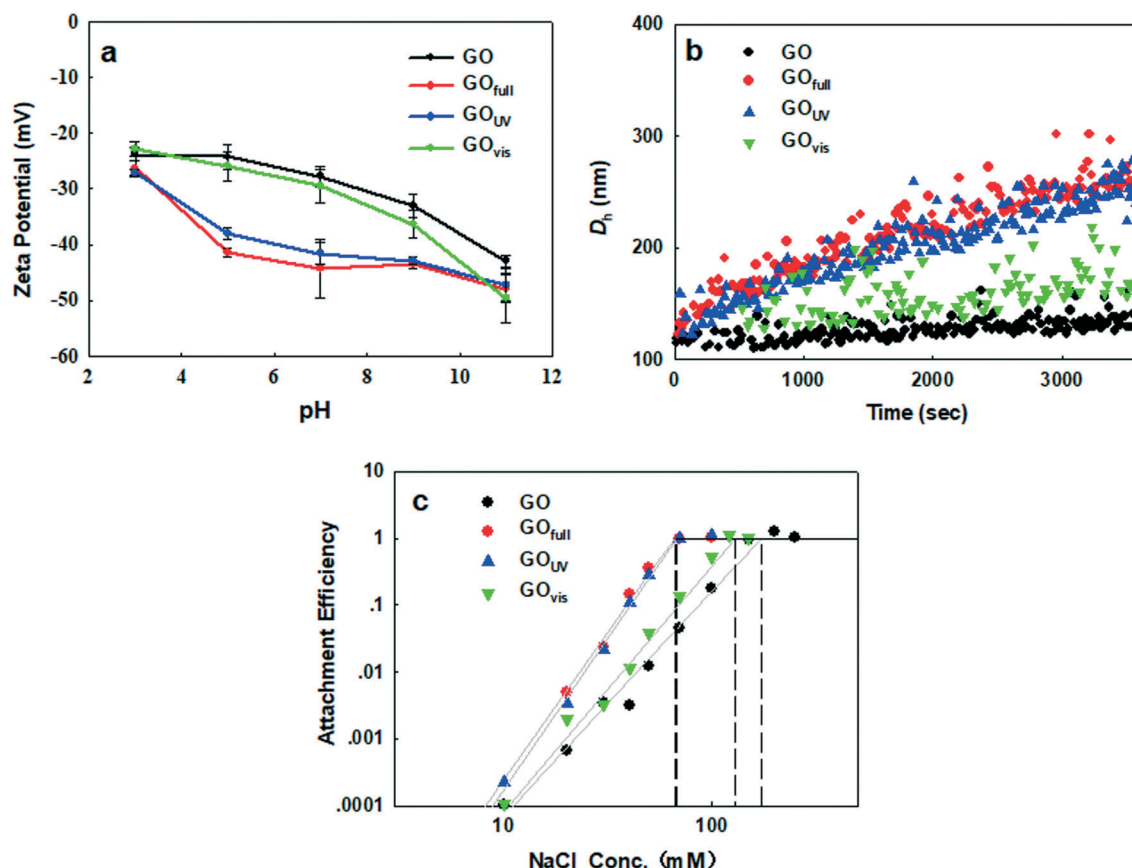 a
GO
GOfull
GOUV
GOvis
0
-10
-20
-30
-40
-50
-60
Zeta Potential (mV)
2 4 6 8 10 12
pH
b
GO
GOfull
GOUV
GOvis
400
300
200
100
Dh (nm)
0 1000 2000 3000
Time (sec)
c
GO
GOfull
GOUV
GOvis
10
1
.1
.01
.001
.0001
Attachment Efficiency
10 100
NaCl Conc. (mM)